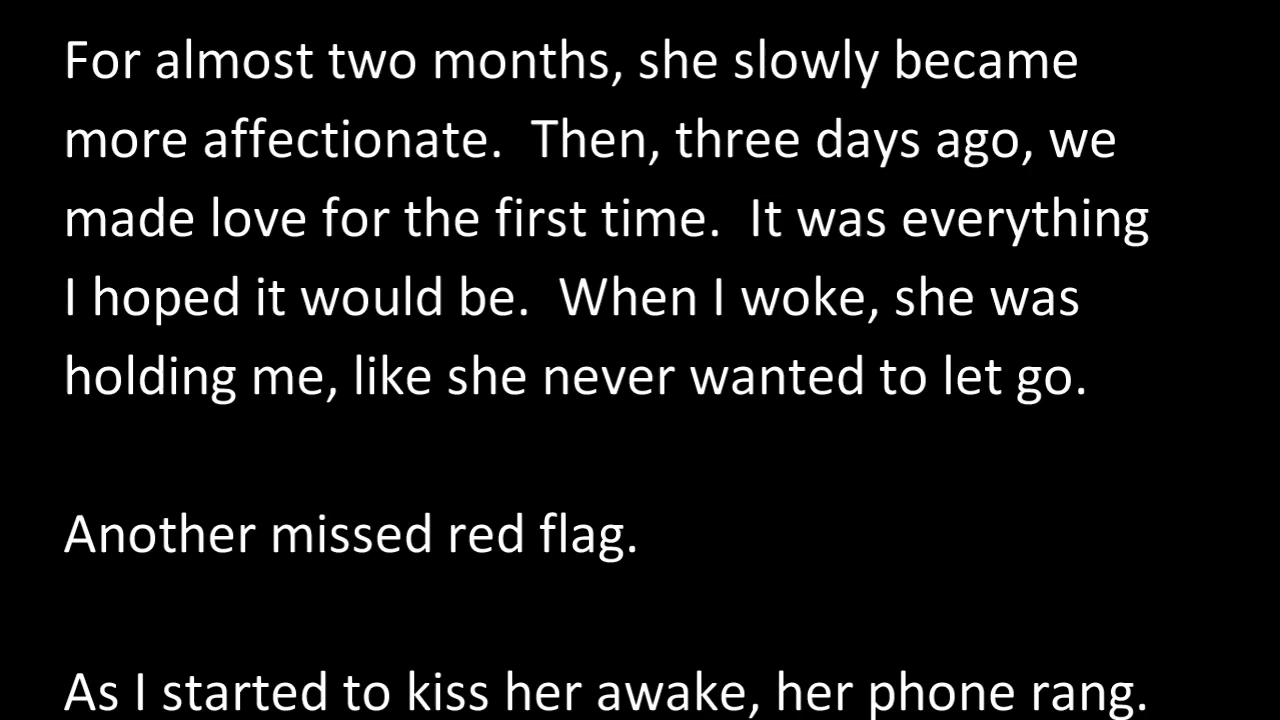 For almost two months, she slowly became
more affectionate.  Then, three days ago, we
made love for the first time.  It was everything
I hoped it would be.  When I woke, she was
holding me, like she never wanted to let go.
Another missed red flag.
As I started to kiss her awake, her phone rang.